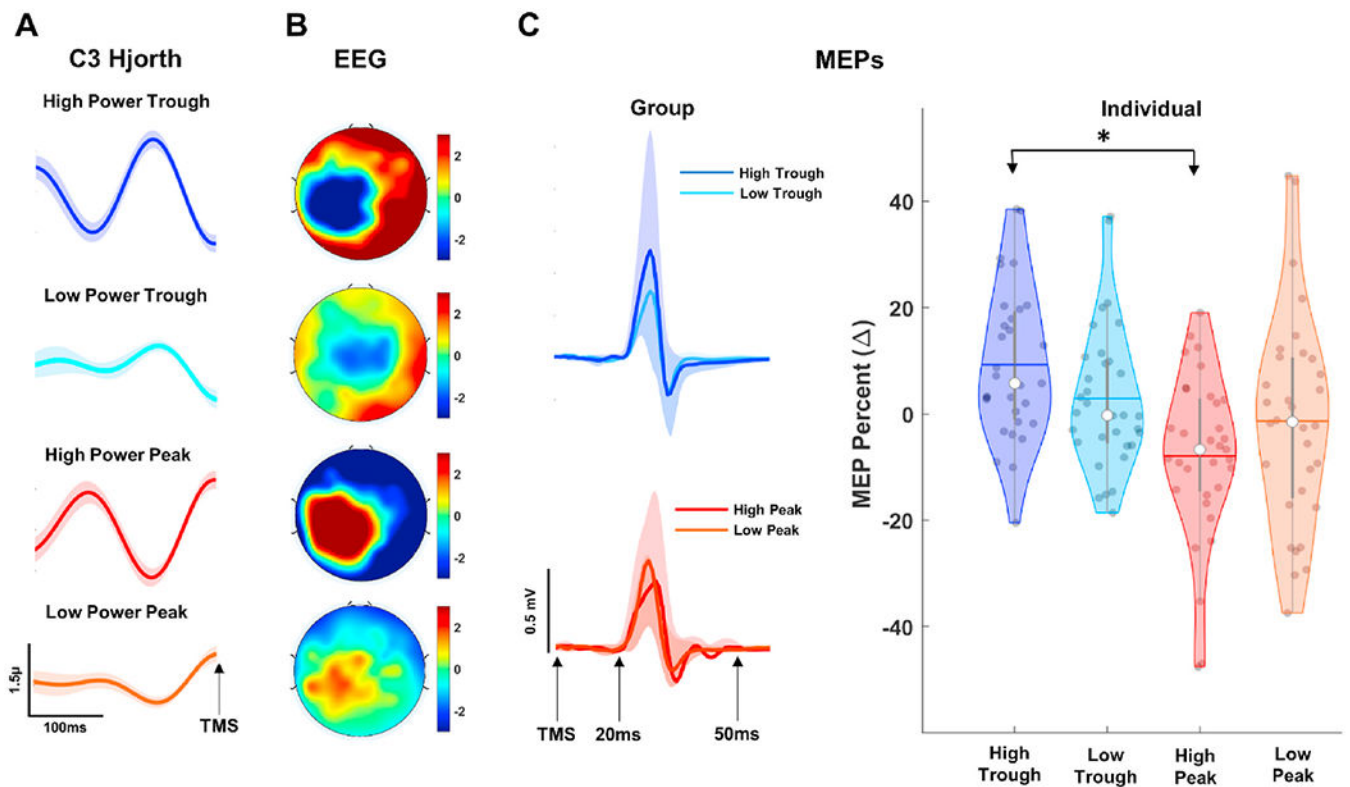 A
B
C
C3 Hjorth
EEG
MEPs
High Power Trough
Low Power Trough
High Power Peak
Low Power Peak
1.5μ
100ms
TMS
2
0
-2
2
0
-2
2
0
-2
2
0
-2
Group
High Trough
Low Trough
High Peak
Low Peak
0.5 mV
TMS
20ms
50ms
Individual
*
MEP Percent (△)
40
20
0
-20
-40
High
Trough
Low
Trough
High
Peak
Low
Peak